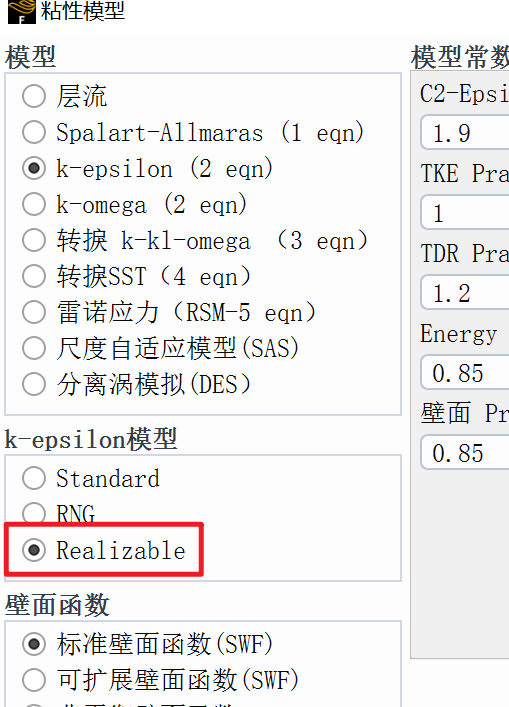 粘性模型
模型
层流
Spalart-Allmaras (1 eqn)
k-epsilon (2 eqn)
k-omega (2 eqn)
转捩 k-kl-omega （3 eqn）
转捩SST（4 eqn）
雷诺应力（RSM-5 eqn）
尺度自适应模型(SAS)
分离涡模拟(DES）
k-epsilon模型
Standard
RNG
Realizable
壁面函数
标准壁面函数(SWF)
可扩展壁面函数(SWF)
模型常数
C2-Epsi
1.9
TKE Pra
1
TDR Pra
1.2
Energy
0.85
壁面 Pr
0.85